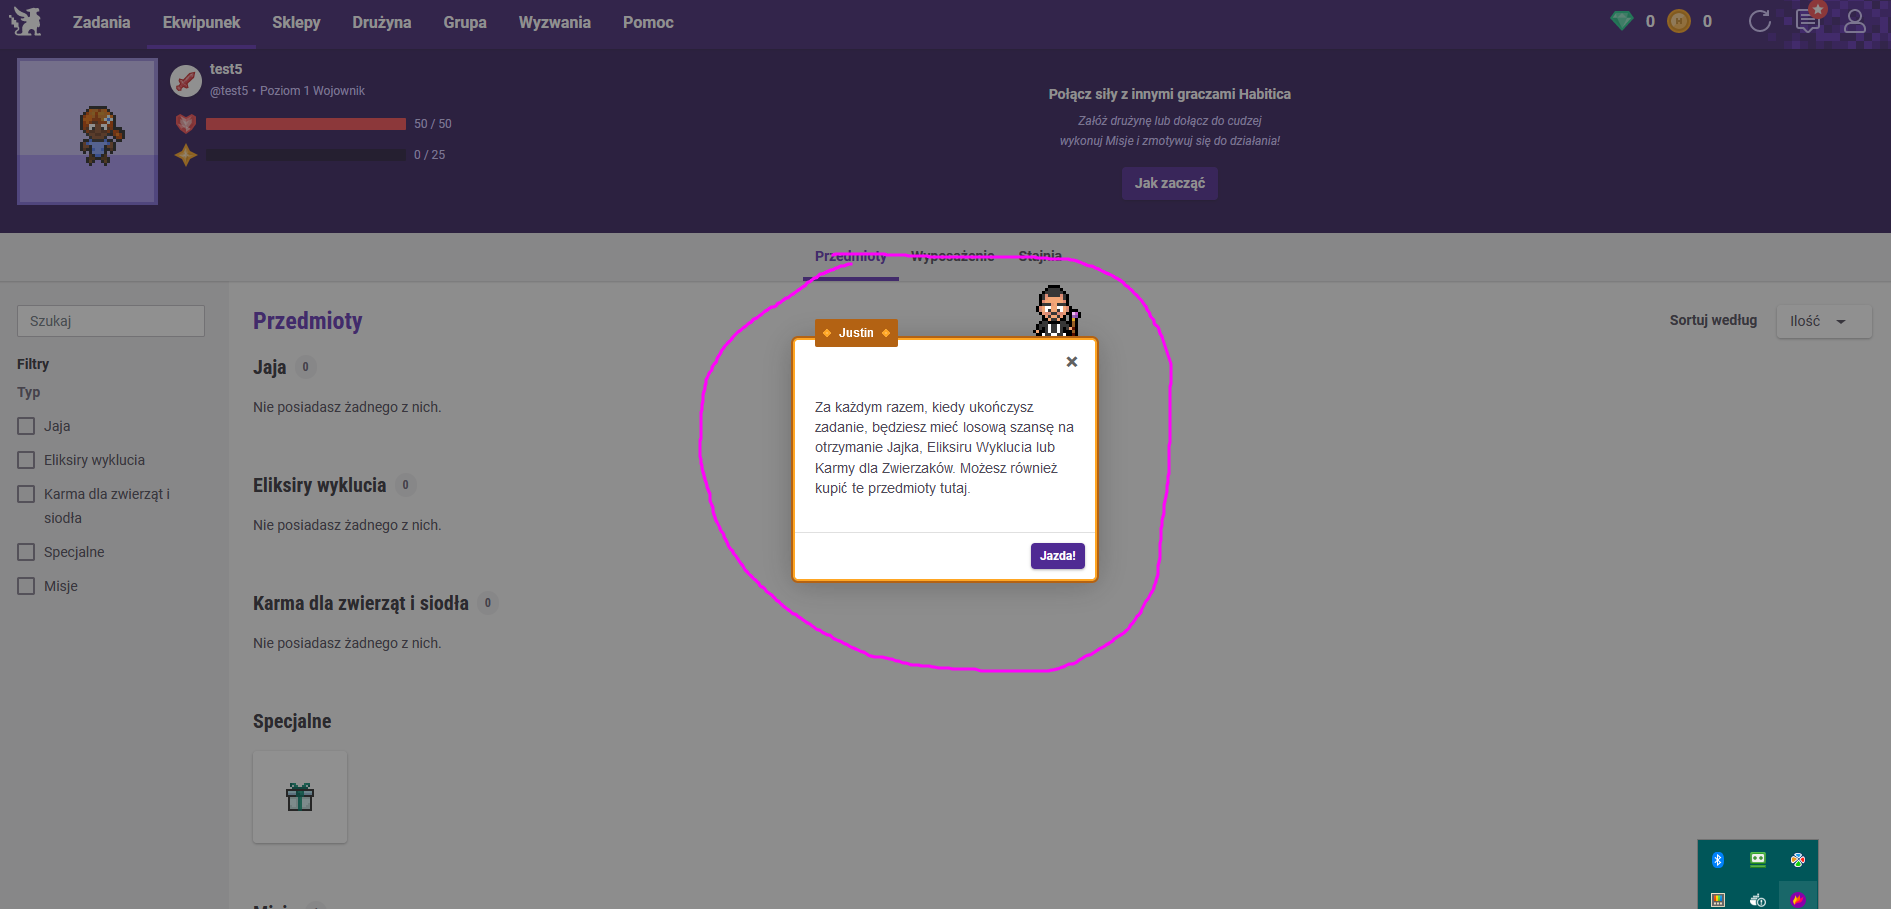 Zadania Ekwipunek Sklepy Drużyna Grupa Wyzwania Pomoc 0 0
test5
@test5 • Poziom 1 Wojownik
50 / 50
0 / 25
Połącz siły z innymi graczami Habitica
Załóż drużynę lub dołącz do cudzej
wykonuj Misje i zmotywuj się do działania!
Jak zacząć
Przedmioty Wyposażenie Stajnia
Szukaj
Filtry
Typ
Jaja
Eliksiry wyklucia
Karma dla zwierząt i
siodła
Specjalne
Misje
Przedmioty
Sortuj według Ilość
Jaja 0
Nie posiadasz żadnego z nich.
Eliksiry wyklucia 0
Nie posiadasz żadnego z nich.
Karma dla zwierząt i siodła 0
Nie posiadasz żadnego z nich.
Specjalne
Justin
Za każdym razem, kiedy ukończysz
zadanie, będziesz mieć losową szansę na
otrzymanie Jajka, Eliksiru Wyklucia lub
Karmy dla Zwierzaków. Możesz również
kupić te przedmioty tutaj.
Jazda!